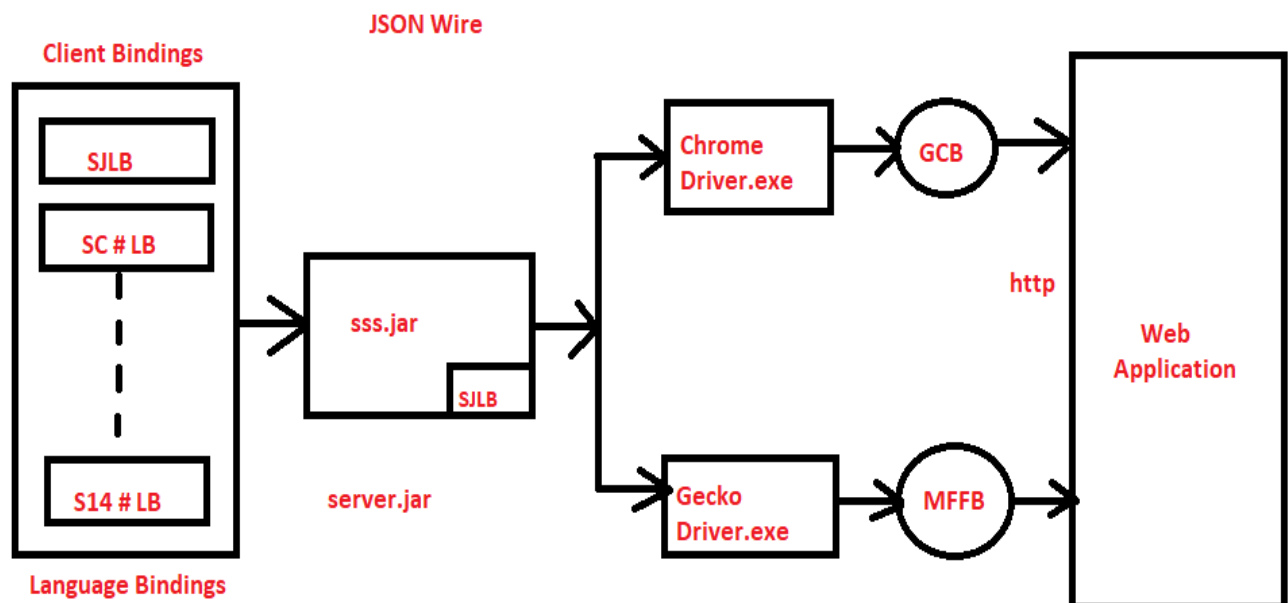 JSON Wire
Client Bindings
SJLB
SC # LB
S14 # LB
Language Bindings
sss.jar
SJLB
server.jar
Chrome
Driver.exe
GCB
Gecko
Driver.exe
MFFB
http
Web
Application